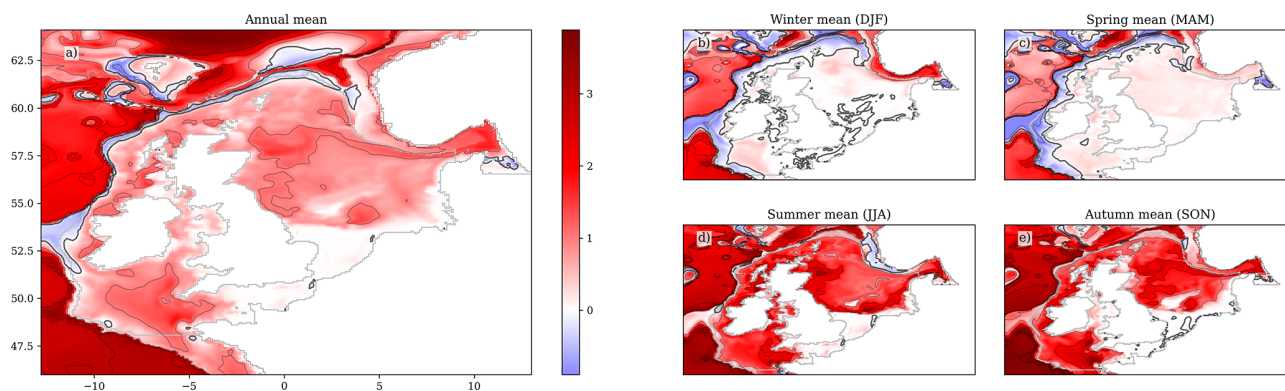 Annual mean
a)
62.5
60.0
57.5
55.0
52.5
50.0
47.5
−10
−5
0
5
10
3
2
1
0
Winter mean (DJF)
b)
Spring mean (MAM)
c)
Summer mean (JJA)
d)
Autumn mean (SON)
e)